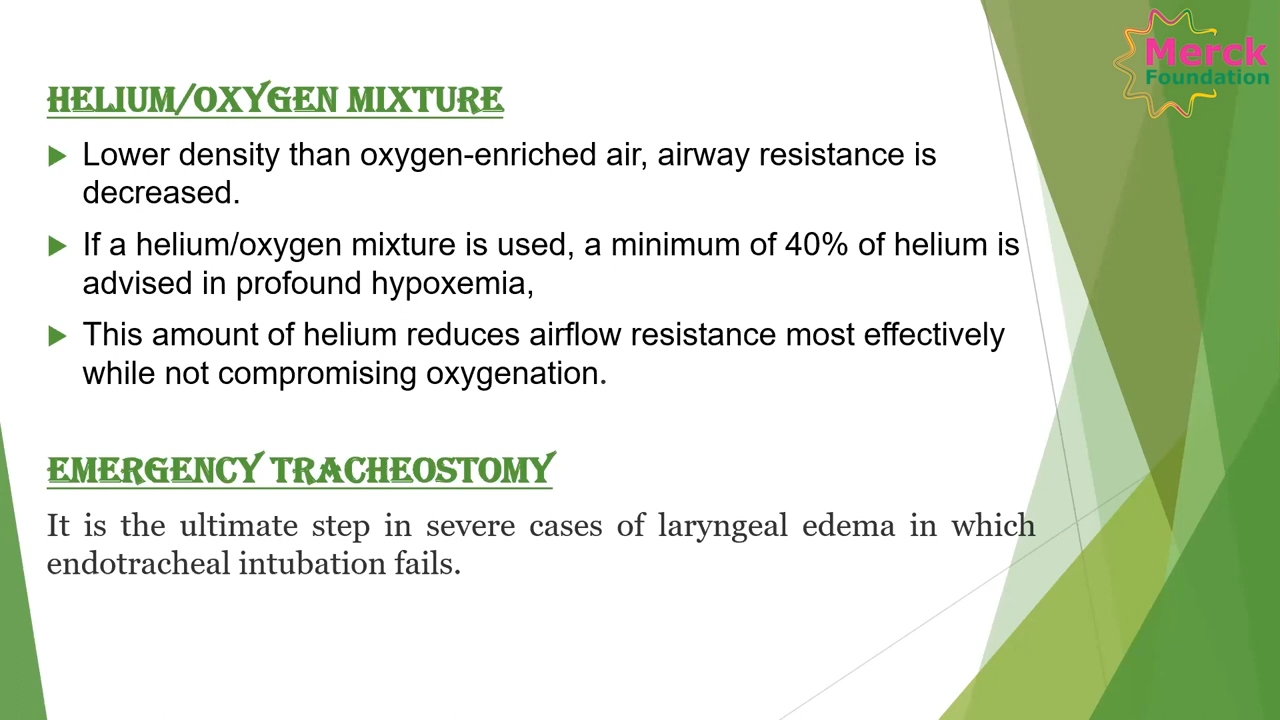 Merck
Foundation
HELIUM/OXYGEN MIXTURE
Lower density than oxygen-enriched air, airway resistance is
decreased.
If a helium/oxygen mixture is used, a minimum of 40% of helium is
advised in profound hypoxemia,
This amount of helium reduces airflow resistance most effectively
while not compromising oxygenation.
EMERGENCY TRACHEOSTOMY
It is the ultimate step in severe cases of laryngeal edema in which
endotracheal intubation fails.